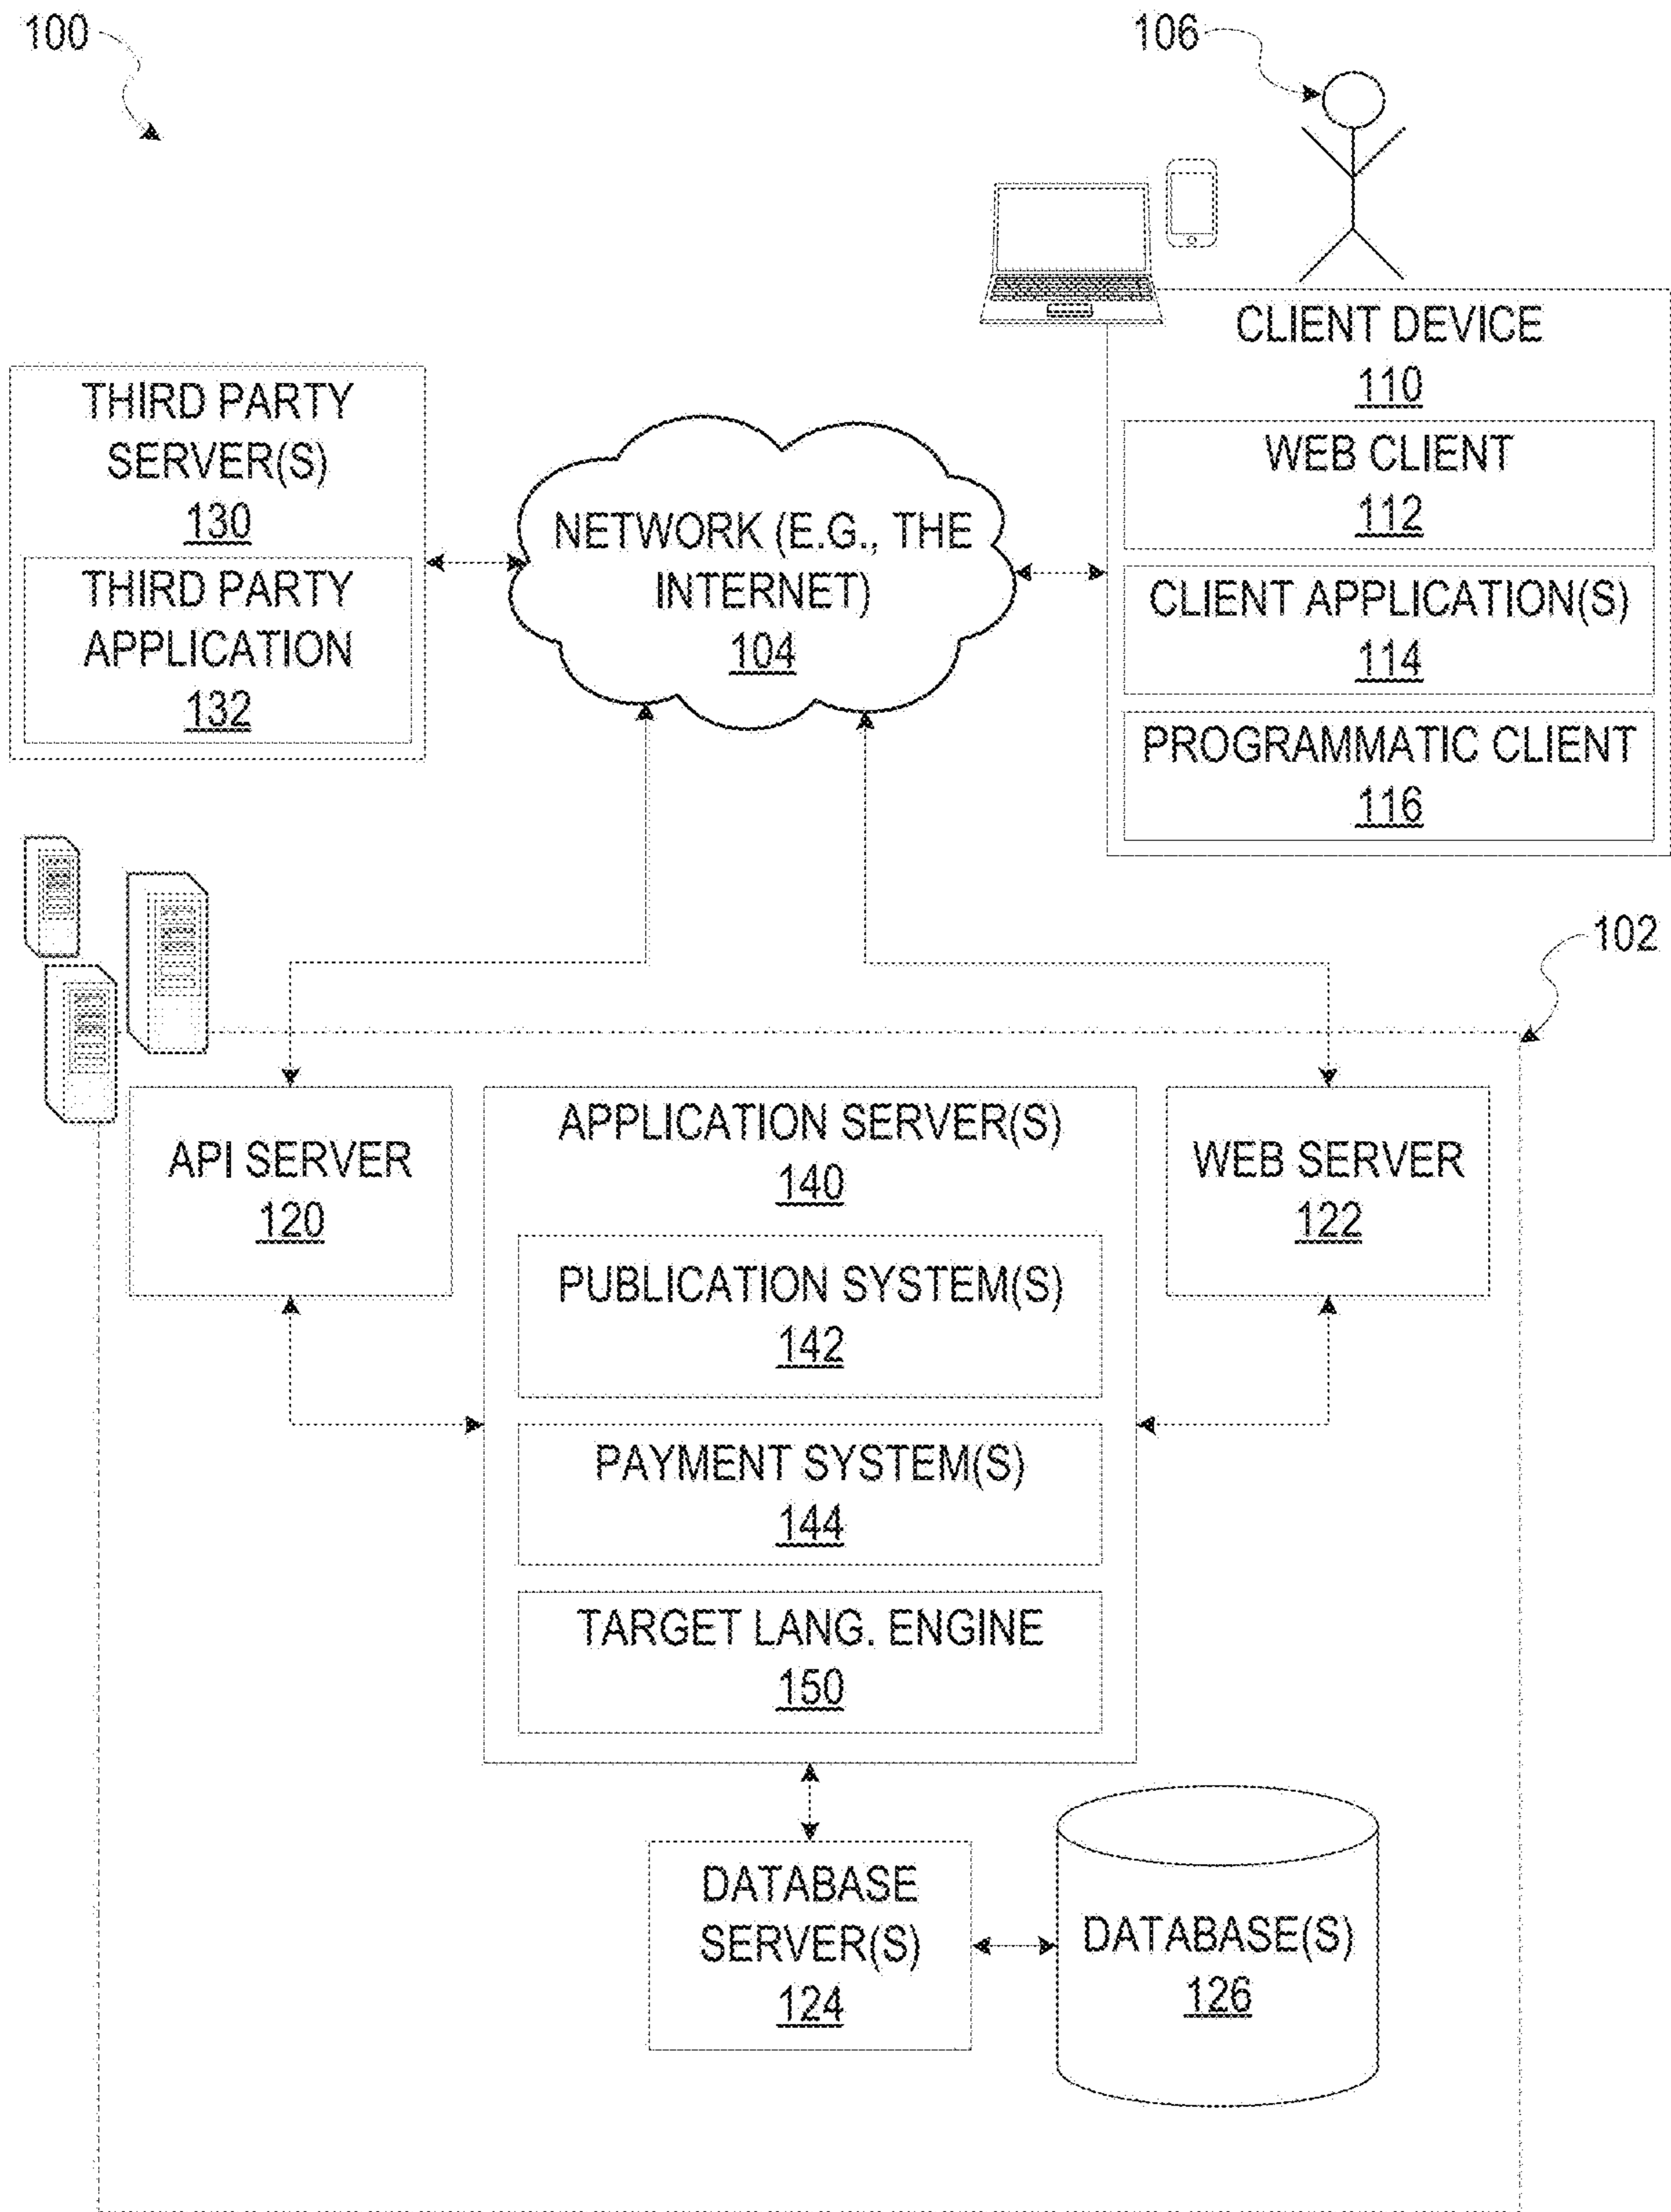 100
106
CLIENT DEVICE
110
WEB CLIENT
112
CLIENT APPLICATION(S)
114
PROGRAMMATIC CLIENT
116
THIRD PARTY
SERVER(S)
130
THIRD PARTY
APPLICATION
132
NETWORK (E.G., THE
INTERNET)
104
102
API SERVER
120
APPLICATION SERVER(S)
140
PUBLICATION SYSTEM(S)
142
PAYMENT SYSTEM(S)
144
TARGET LANG. ENGINE
150
WEB SERVER
122
DATABASE
SERVER(S)
124
DATABASE(S)
126